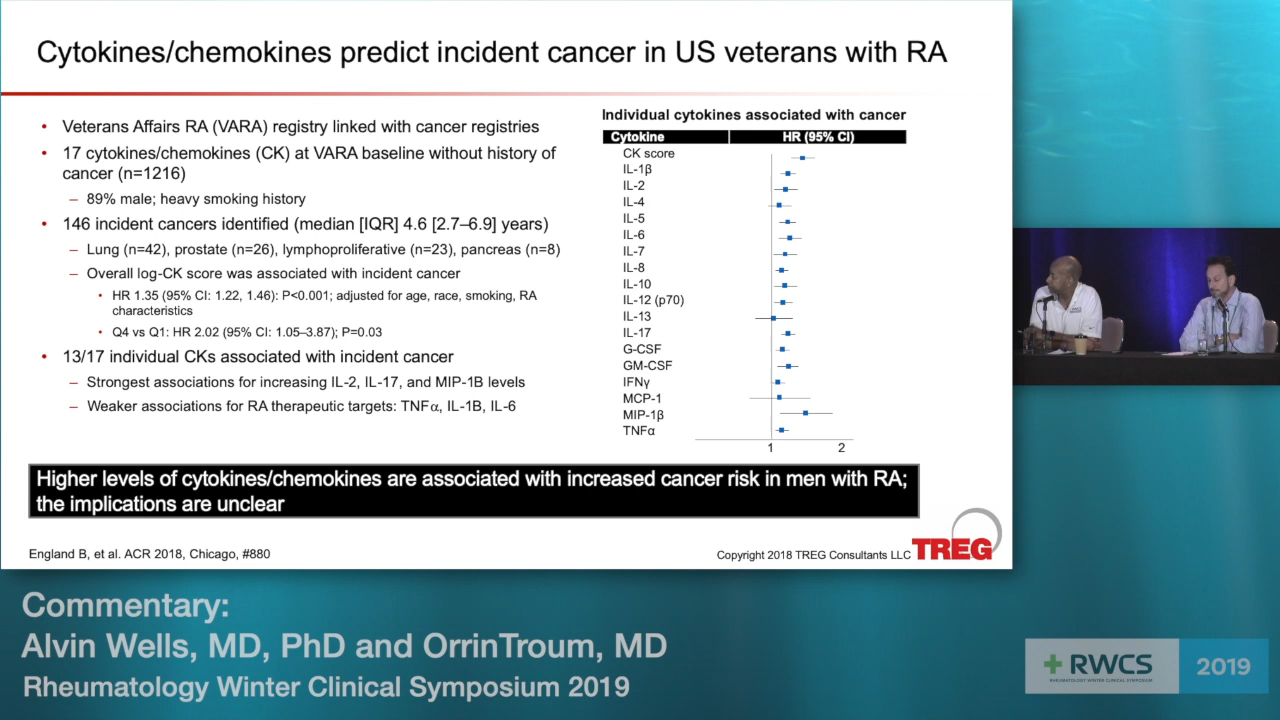 Cytokines/chemokines predict incident cancer in US veterans with RA
• Veterans Affairs RA (VARA) registry linked with cancer registries
• 17 cytokines/chemokines (CK) at VARA baseline without history of
cancer (n=1216)
– 89% male; heavy smoking history
• 146 incident cancers identified (median [IQR] 4.6 [2.7–6.9] years)
– Lung (n=42), prostate (n=26), lymphoproliferative (n=23), pancreas (n=8)
– Overall log-CK score was associated with incident cancer
• HR 1.35 (95% CI: 1.22, 1.46): P<0.001; adjusted for age, race, smoking, RA
characteristics
• Q4 vs Q1: HR 2.02 (95% CI: 1.05–3.87); P=0.03
• 13/17 individual CKs associated with incident cancer
– Strongest associations for increasing IL-2, IL-17, and MIP-1B levels
– Weaker associations for RA therapeutic targets: TNFα, IL-1B, IL-6
Individual cytokines associated with cancer
Cytokine HR (95% CI)
CK score
IL-1β
IL-2
IL-4
IL-5
IL-6
IL-7
IL-8
IL-10
IL-12 (p70)
IL-13
IL-17
G-CSF
GM-CSF
IFNγ
MCP-1
MIP-1β
TNFα
1 2
Higher levels of cytokines/chemokines are associated with increased cancer risk in men with RA;
the implications are unclear
England B, et al. ACR 2018, Chicago, #880
Copyright 2018 TREG Consultants LLC
TREG
Commentary:
Alvin Wells, MD, PhD and OrrinTroum, MD
Rheumatology Winter Clinical Symposium 2019
+ RWCS
RHEUMATOLOGY WINTER CLINICAL SYMPOSIUM
2019